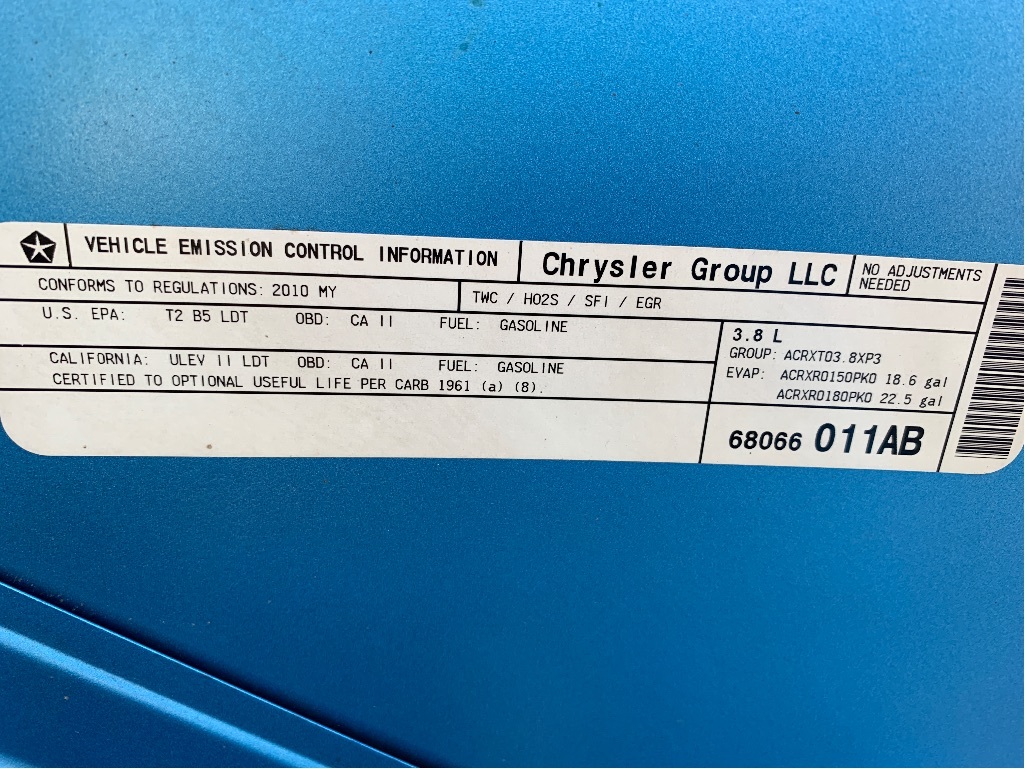 VEHICLE EMISSION CONTROL INFORMATION
Chrysler Group LLC
NO ADJUSTMENTS
NEEDED
CONFORMS TO REGULATIONS: 2010 MY
TWC / HO2S / SFI / EGR
U.S. EPA: T2 B5 LDT OBD: CA II FUEL: GASOLINE
CALIFORNIA: ULEV II LDT OBD: CA II FUEL: GASOLINE
CERTIFIED TO OPTIONAL USEFUL LIFE PER CARB 1961 (a) (8).
3.8 L
GROUP: ACRXT03.8XP3
EVAP: ACRXR0150PK0 18.6 gal
ACRXR0180PK0 22.5 gal
68066 011AB